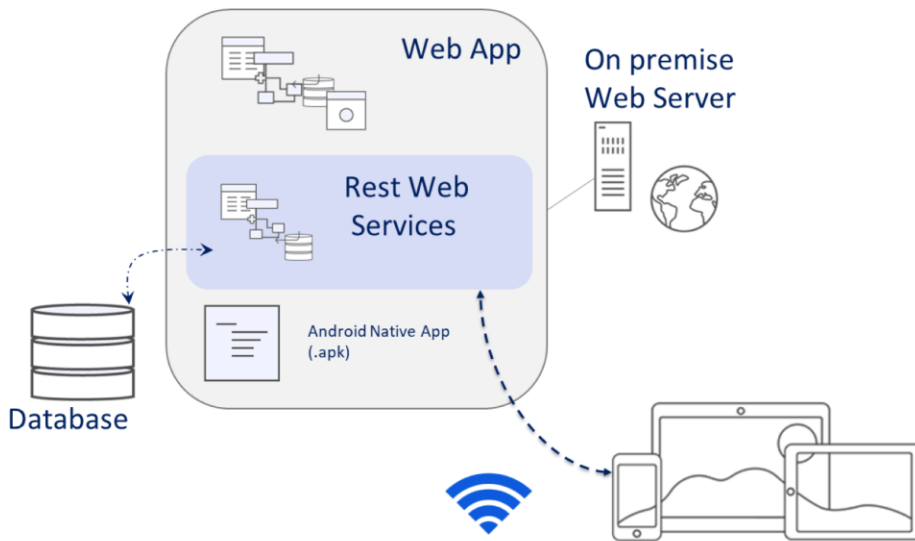 Web App
On premise
Web Server
Rest Web
Services
Android Native App
(.apk)
Database